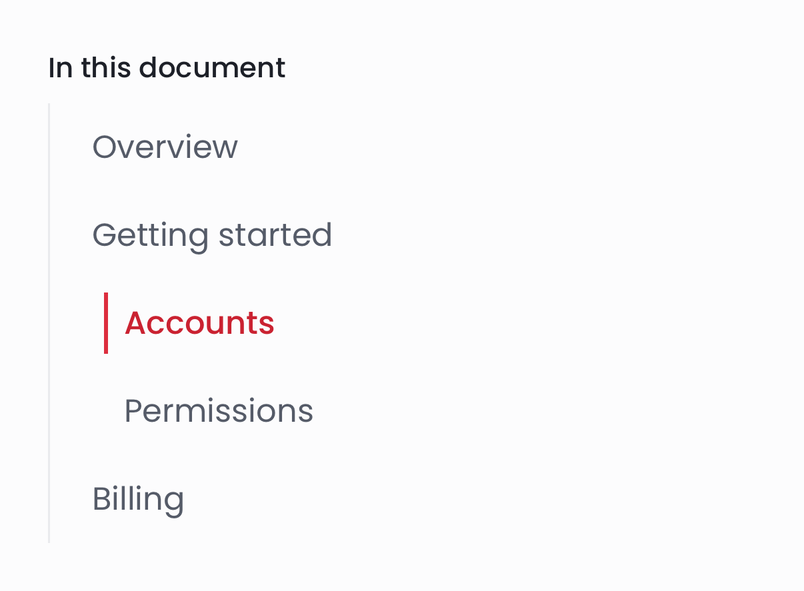 In this document
Overview
Getting started
Accounts
Permissions
Billing